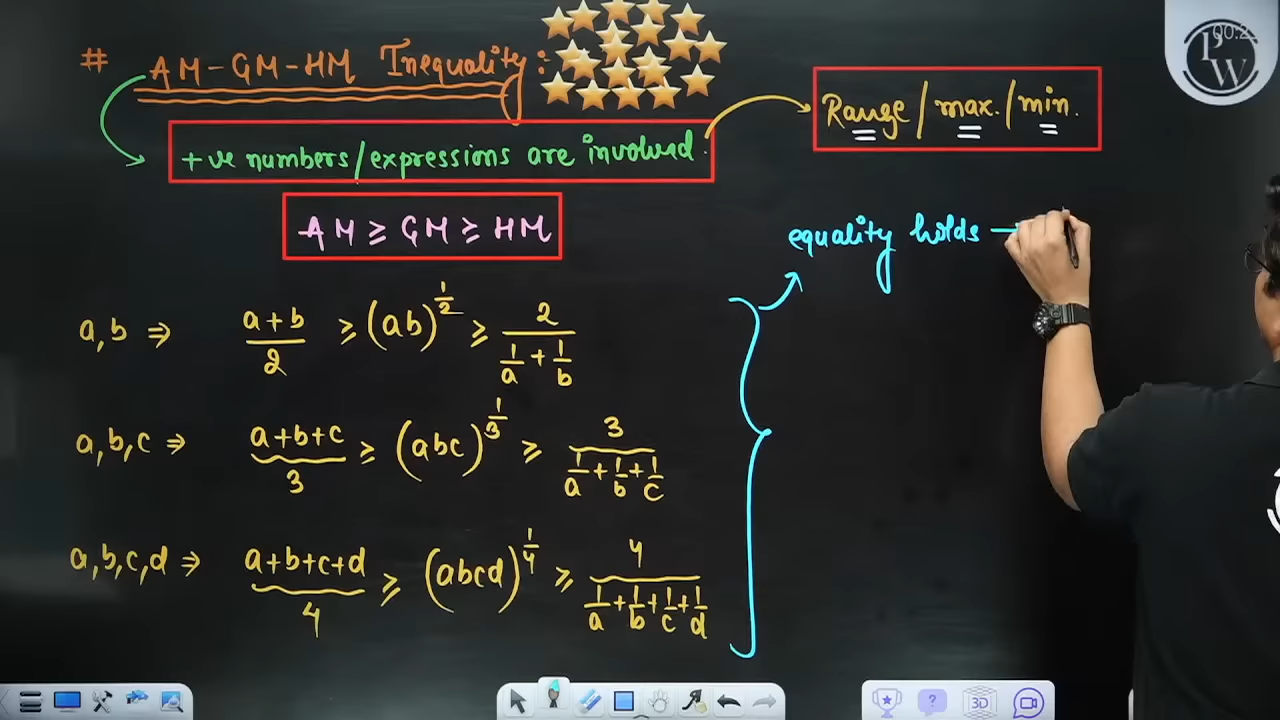 # AM-GM-HM Inequality:
+ve numbers/expressions are involved.
Range/max./min.
AM ≥ GM ≥ HM
equality holds →
a,b ⇒ (a+b)/2 ≥ (ab)^(1/2) ≥ 2/(1/a + 1/b)
a,b,c ⇒ (a+b+c)/3 ≥ (abc)^(1/3) ≥ 3/(1/a + 1/b + 1/c)
a,b,c,d ⇒ (a+b+c+d)/4 ≥ (abcd)^(1/4) ≥ 4/(1/a + 1/b + 1/c + 1/d)
PW
3D